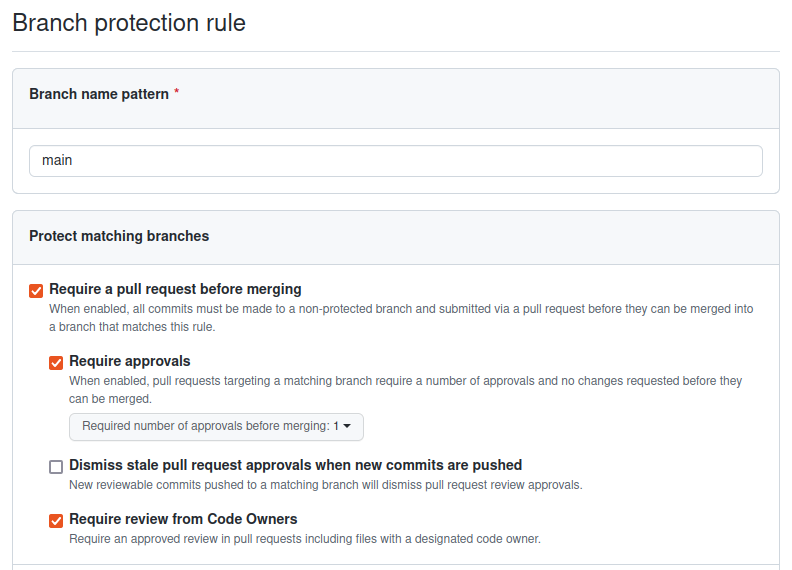 Branch protection rule
Branch name pattern *
main
Protect matching branches
Require a pull request before merging
When enabled, all commits must be made to a non-protected branch and submitted via a pull request before they can be merged into
a branch that matches this rule.
Require approvals
When enabled, pull requests targeting a matching branch require a number of approvals and no changes requested before they
can be merged.
Required number of approvals before merging: 1
Dismiss stale pull request approvals when new commits are pushed
New reviewable commits pushed to a matching branch will dismiss pull request review approvals.
Require review from Code Owners
Require an approved review in pull requests including files with a designated code owner.